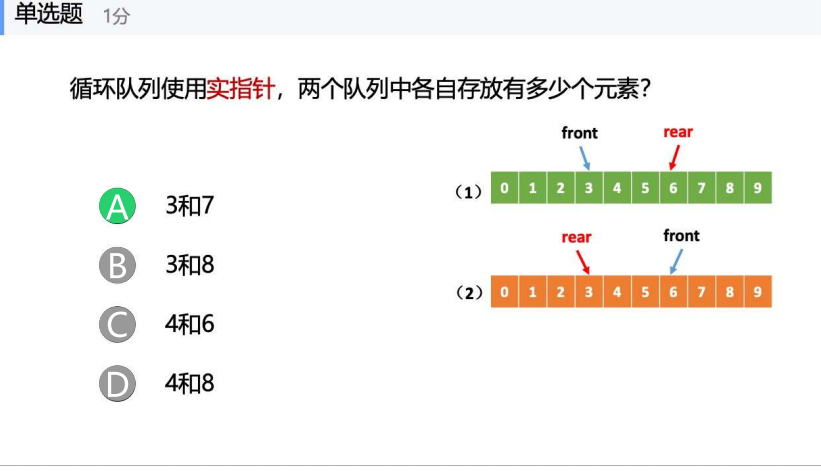 单选题 1分
循环队列使用实指针，两个队列中各自存放有多少个元素？
A 3和7
B 3和8
C 4和6
D 4和8
front rear
（1） 0 1 2 3 4 5 6 7 8 9
rear front
（2） 0 1 2 3 4 5 6 7 8 9